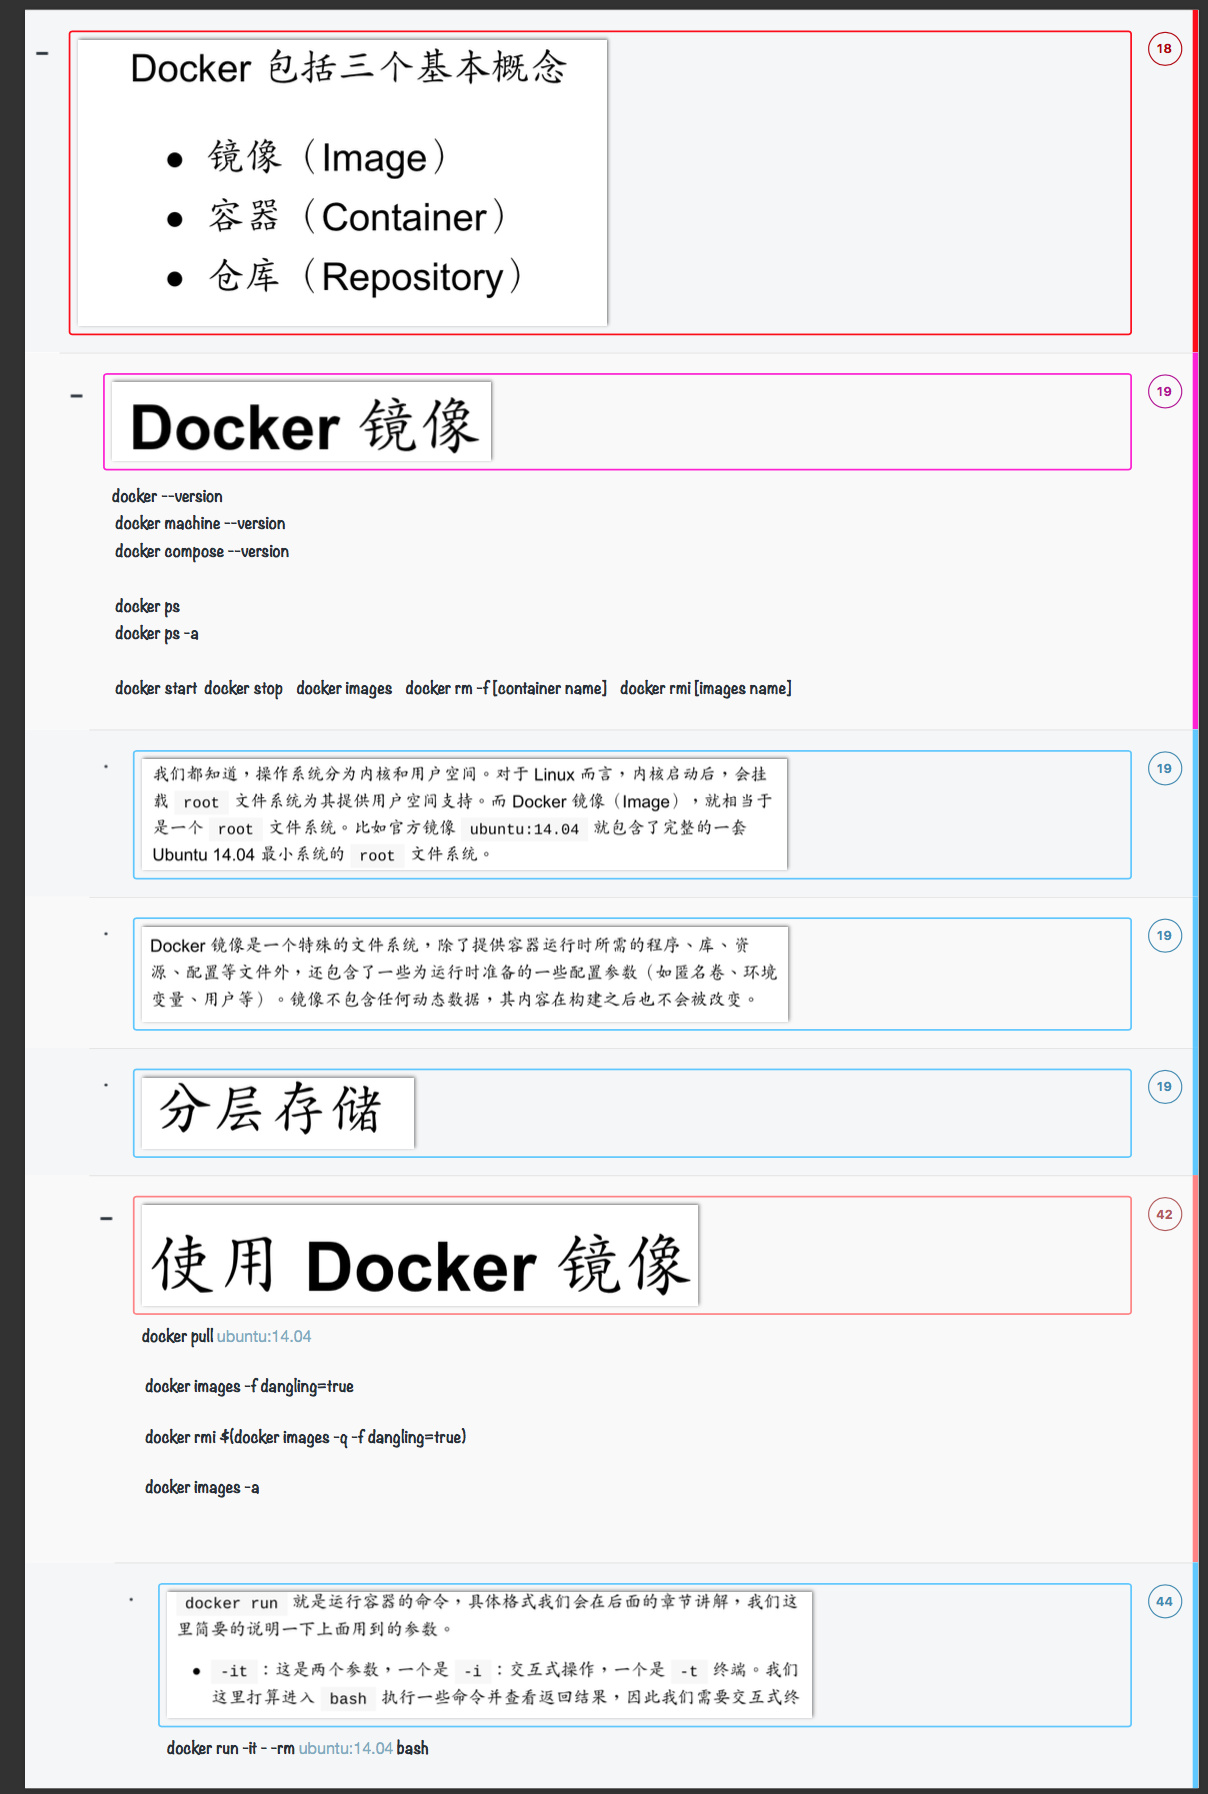 Docker 包括三个基本概念
18
● 镜像（Image）
● 容器（Container）
● 仓库（Repository）
Docker 镜像
19
docker --version
docker machine --version
docker compose --version
docker ps
docker ps -a
docker start docker stop docker images docker rm -f [container name] docker rmi [images name]
我们都知道，操作系统分为内核和用户空间。对于 Linux 而言，内核启动后，会挂
19
载 root 文件系统为其提供用户空间支持。而 Docker 镜像（Image），就相当于
是一个 root 文件系统。比如官方镜像 ubuntu:14.04 就包含了完整的一套
Ubuntu 14.04 最小系统的 root 文件系统。
Docker 镜像是一个特殊的文件系统，除了提供容器运行时所需的程序、库、资
19
源、配置等文件外，还包含了一些为运行时准备的一些配置参数（如匿名卷、环境
变量、用户等）。镜像不包含任何动态数据，其内容在构建之后也不会被改变。
分层存储
19
使用 Docker 镜像
42
docker pull ubuntu:14.04
docker images -f dangling=true
docker rmi $(docker images -q -f dangling=true)
docker images -a
docker run 就是运行容器的命令，具体格式我们会在后面的章节讲解，我们这
44
里简要的说明一下上面用到的参数。
● -it ：这是两个参数，一个是 -i ：交互式操作，一个是 -t 终端。我们
这里打算进入 bash 执行一些命令并查看返回结果，因此我们需要交互式终
docker run -it - -rm ubuntu:14.04 bash